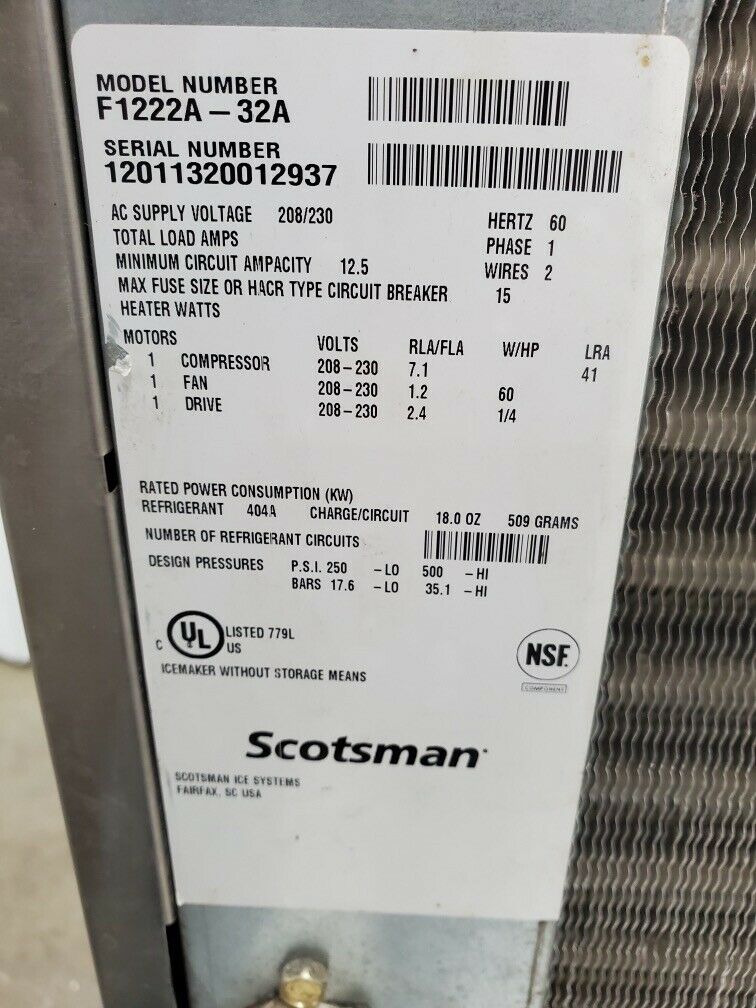 MODEL NUMBER
F1222A-32A
SERIAL NUMBER
12011320012937
AC SUPPLY VOLTAGE 208/230 HERTZ 60
TOTAL LOAD AMPS PHASE 1
MINIMUM CIRCUIT AMPACITY 12.5 WIRES 2
MAX FUSE SIZE OR HACR TYPE CIRCUIT BREAKER 15
HEATER WATTS
MOTORS VOLTS RLA/FLA W/HP LRA
1 COMPRESSOR 208-230 7.1 41
1 FAN 208-230 1.2 60
1 DRIVE 208-230 2.4 1/4
RATED POWER CONSUMPTION (KW)
REFRIGERANT 404A CHARGE/CIRCUIT 18.0 OZ 509 GRAMS
NUMBER OF REFRIGERANT CIRCUITS
DESIGN PRESSURES P.S.I. 250 -LO 500 -HI
BARS 17.6 -LO 35.1 -HI
C UL US LISTED 779L
NSF.
COMPONENT
ICEMAKER WITHOUT STORAGE MEANS
Scotsman
SCOTSMAN ICE SYSTEMS
FAIRFAX, SC USA